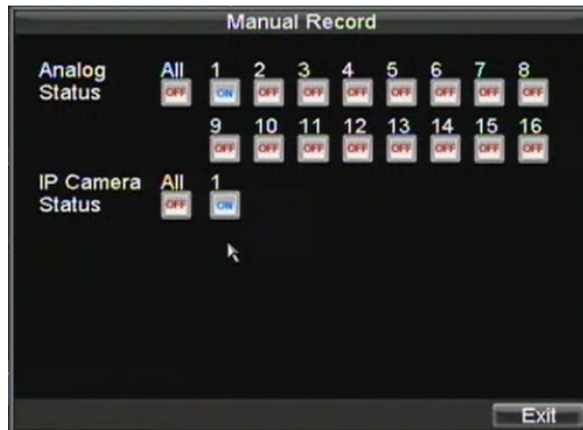 Manual Record
Analog All 1 2 3 4 5 6 7 8
Status OFF ON OFF OFF OFF OFF OFF OFF OFF
9 10 11 12 13 14 15 16
OFF OFF OFF OFF OFF OFF OFF OFF
IP Camera All 1
Status OFF ON
Exit